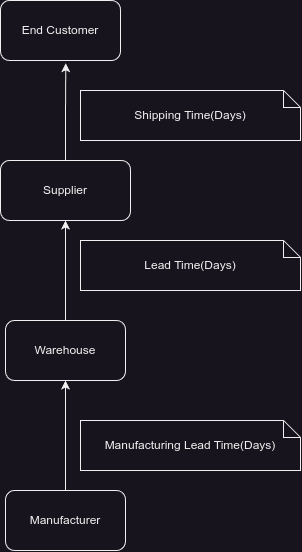 End Customer
Shipping Time(Days)
Supplier
Lead Time(Days)
Warehouse
Manufacturing Lead Time(Days)
Manufacturer